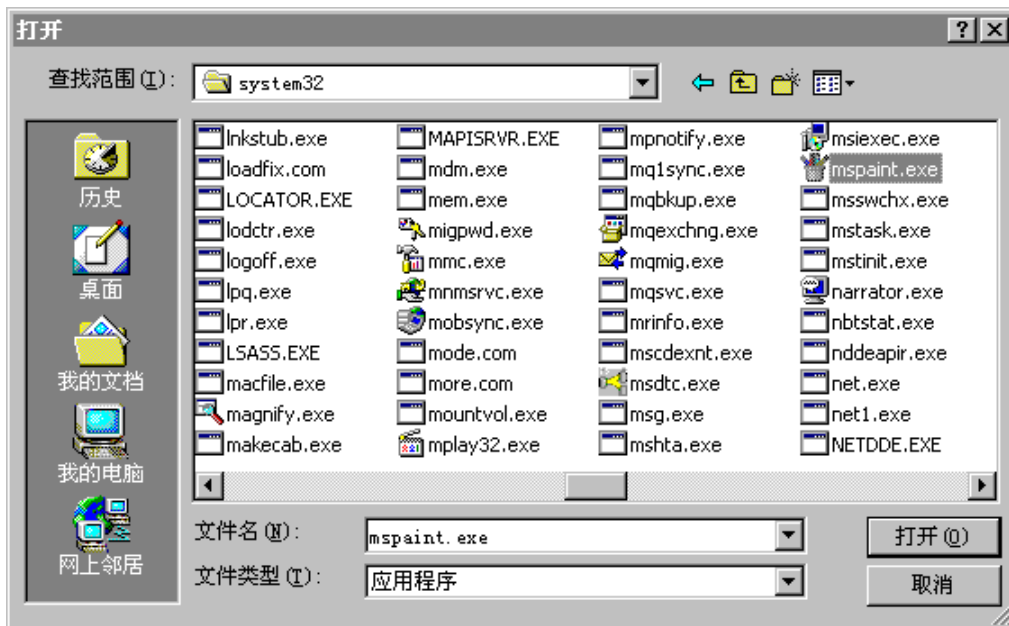 打开
查找范围(I): system32
历史
桌面
我的文档
我的电脑
网上邻居
lnkstub.exe MAPISRVR.EXE mpnotify.exe msiexec.exe
loadfix.com mdm.exe mq1sync.exe mspaint.exe
LOCATOR.EXE mem.exe mqbkup.exe msswchx.exe
lodctr.exe migpwd.exe mqexchng.exe mstask.exe
logoff.exe mmc.exe mqmig.exe mstinit.exe
lpq.exe mnmsrvc.exe mqsvc.exe narrator.exe
lpr.exe mobsync.exe mrinfo.exe nbtstat.exe
LSASS.EXE mode.com mscdexnt.exe nddeapir.exe
macfile.exe more.com msdtc.exe net.exe
magnify.exe mountvol.exe msg.exe net1.exe
makecab.exe mplay32.exe mshta.exe NETDDE.EXE
文件名(N): mspaint.exe 打开(O)
文件类型(T): 应用程序 取消